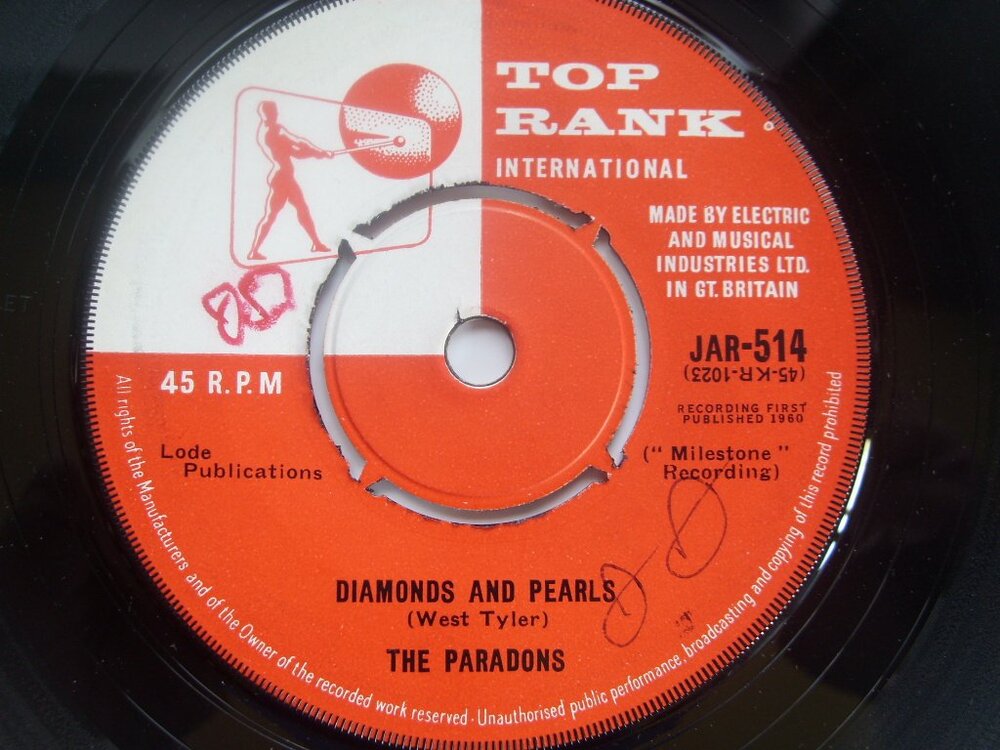 TOP
RANK
INTERNATIONAL
MADE BY ELECTRIC
AND MUSICAL
INDUSTRIES LTD.
IN GT. BRITAIN
JAR-514
(45-KR-1023)
45 R.P.M
RECORDING FIRST
PUBLISHED 1960
Lode
Publications
("Milestone"
Recording)
DIAMONDS AND PEARLS
(West Tyler)
THE PARADONS
All rights of the Manufacturers and of the Owner of the recorded work reserved · Unauthorised public performance, broadcasting and copying of this record prohibited